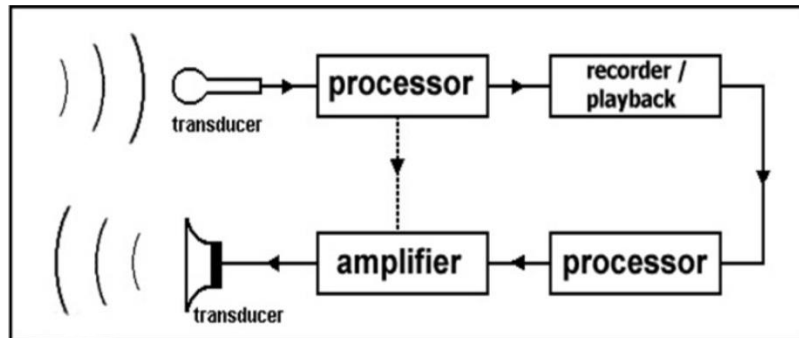 processor
recorder /
playback
transducer
amplifier
processor
transducer